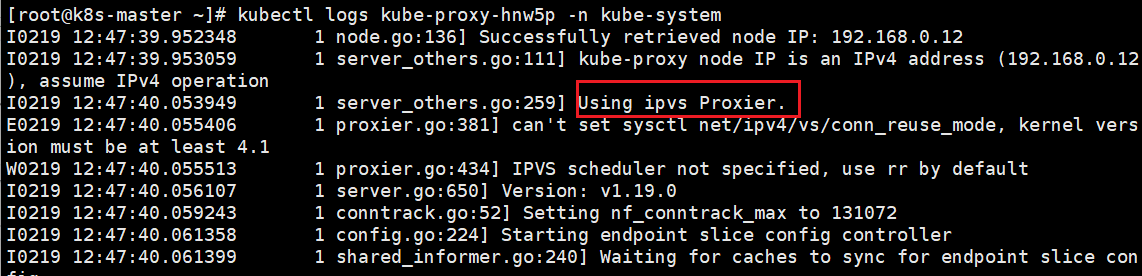 [root@k8s-master ~]# kubectl logs kube-proxy-hnw5p -n kube-system
I0219 12:47:39.952348       1 node.go:136] Successfully retrieved node IP: 192.168.0.12
I0219 12:47:39.953059       1 server_others.go:111] kube-proxy node IP is an IPv4 address (192.168.0.12
), assume IPv4 operation
I0219 12:47:40.053949       1 server_others.go:259] Using ipvs Proxier.
E0219 12:47:40.054906       1 proxier.go:381] can't set sysctl net/ipv4/vs/conn_reuse_mode, kernel vers
ion must be at least 4.1
W0219 12:47:40.055513       1 proxier.go:434] IPVS scheduler not specified, use rr by default
I0219 12:47:40.056107       1 server.go:650] Version: v1.19.0
I0219 12:47:40.059243       1 conntrack.go:52] Setting nf_conntrack_max to 131072
I0219 12:47:40.061358       1 config.go:224] Starting endpoint slice config controller
I0219 12:47:40.061399       1 shared_informer.go:240] Waiting for caches to sync for endpoint slice con